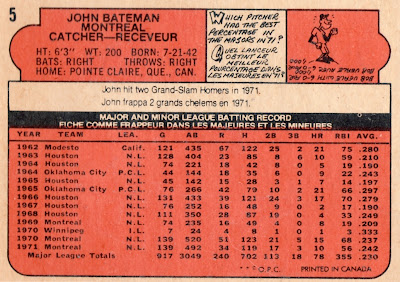 5
JOHN BATEMAN
MONTREAL
CATCHER—RECEVEUR
HT: 6'3" WT: 200 BORN: 7-21-42
BATS: RIGHT THROWS: RIGHT
HOME: POINTE CLAIRE, QUE., CAN.
WHICH PITCHER
HAD THE BEST
PERCENTAGE IN
THE MAJORS IN '71?
QUEL LANCEUR
OBTINT LE
MEILLEUR
POURCENTAGE DANS
LES MAJEURES EN '71?
John hit two Grand-Slam Homers in 1971.
John frappa 2 grands chelems en 1971.
MAJOR AND MINOR LEAGUE BATTING RECORD
FICHE COMME FRAPPEUR DANS LES MAJEURES ET LES MINEURES
YEAR TEAM LEA. G AB R H 2B 3B HR RBI AVG.
1962 Modesto Calif. 121 435 67 122 25 2 21 75 .280
1963 Houston N.L. 128 404 23 85 8 6 10 59 .210
1964 Houston N.L. 74 221 18 42 8 0 5 19 .190
1964 Oklahoma City P.C.L. 44 144 18 35 6 0 9 22 .243
1965 Houston N.L. 45 142 15 28 3 1 7 14 .197
1965 Oklahoma City P.C.L. 76 266 42 79 10 2 21 66 .297
1966 Houston N.L. 131 433 39 121 24 3 17 70 .279
1967 Houston N.L. 76 252 16 48 9 0 2 17 .190
1968 Houston N.L. 111 350 28 87 19 0 4 33 .249
1969 Montreal N.L. 74 235 16 49 4 0 8 19 .209
1970 Winnipeg I.L. 7 24 4 8 1 0 1 3 .333
1970 Montreal N.L. 139 520 51 123 21 5 15 68 .237
1971 Montreal N.L. 139 492 34 119 17 3 10 56 .242
Major League Totals 917 3049 240 702 113 18 78 355 .230
O.P.C. PRINTED IN CANADA